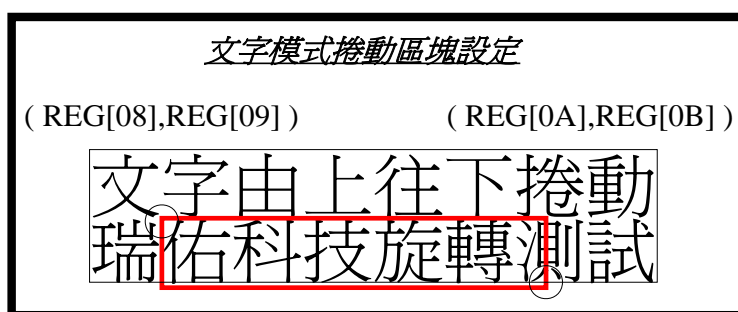 文字模式捲動區塊設定
( REG[08],REG[09] ) ( REG[0A],REG[0B] )
文字由上往下捲動
瑞佑科技旋轉測試